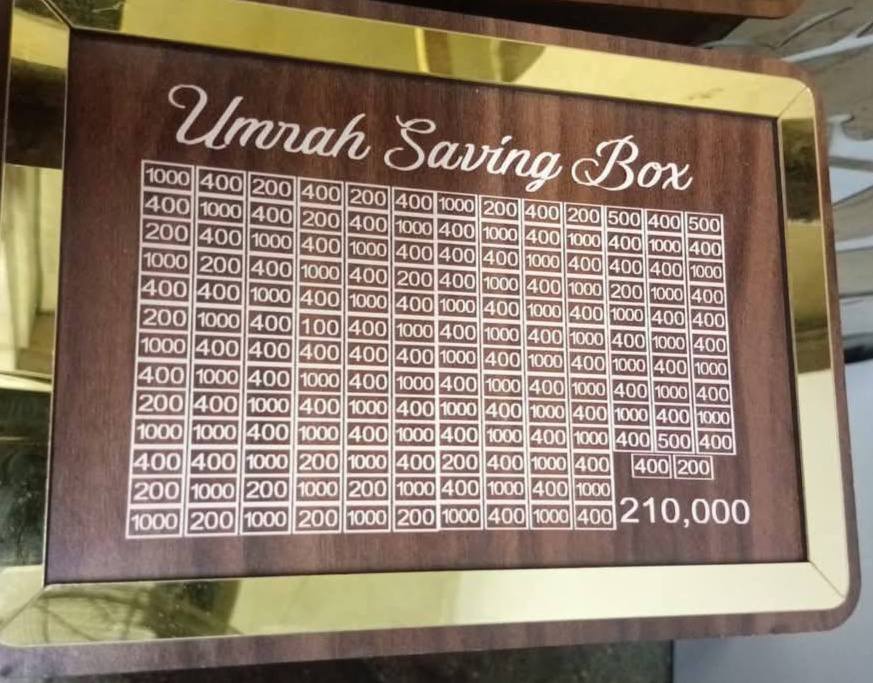 Umrah Saving Box
1000 400 200 400 200 400 1000 200 400 200 500 400 500
400 1000 400 200 400 1000 400 1000 400 1000 400 1000 400
200 400 1000 400 1000 400 400 400 1000 400 400 400 1000
1000 200 400 1000 400 200 400 1000 400 1000 200 1000 400
400 400 1000 400 1000 400 1000 400 1000 400 1000 400 400
200 1000 400 100 400 1000 400 1000 400 1000 400 1000 400
1000 400 400 400 400 400 1000 400 1000 400 1000 400 1000
400 1000 400 1000 400 1000 400 1000 400 1000 400 1000 400
200 400 1000 400 1000 400 1000 400 1000 400 1000 400 1000
1000 1000 400 1000 400 1000 400 1000 400 1000 400 500 400
400 400 1000 200 1000 400 200 400 1000 400 400 200
200 1000 200 1000 200 1000 400 1000 400 1000
1000 200 1000 200 1000 200 1000 400 1000 400 210,000